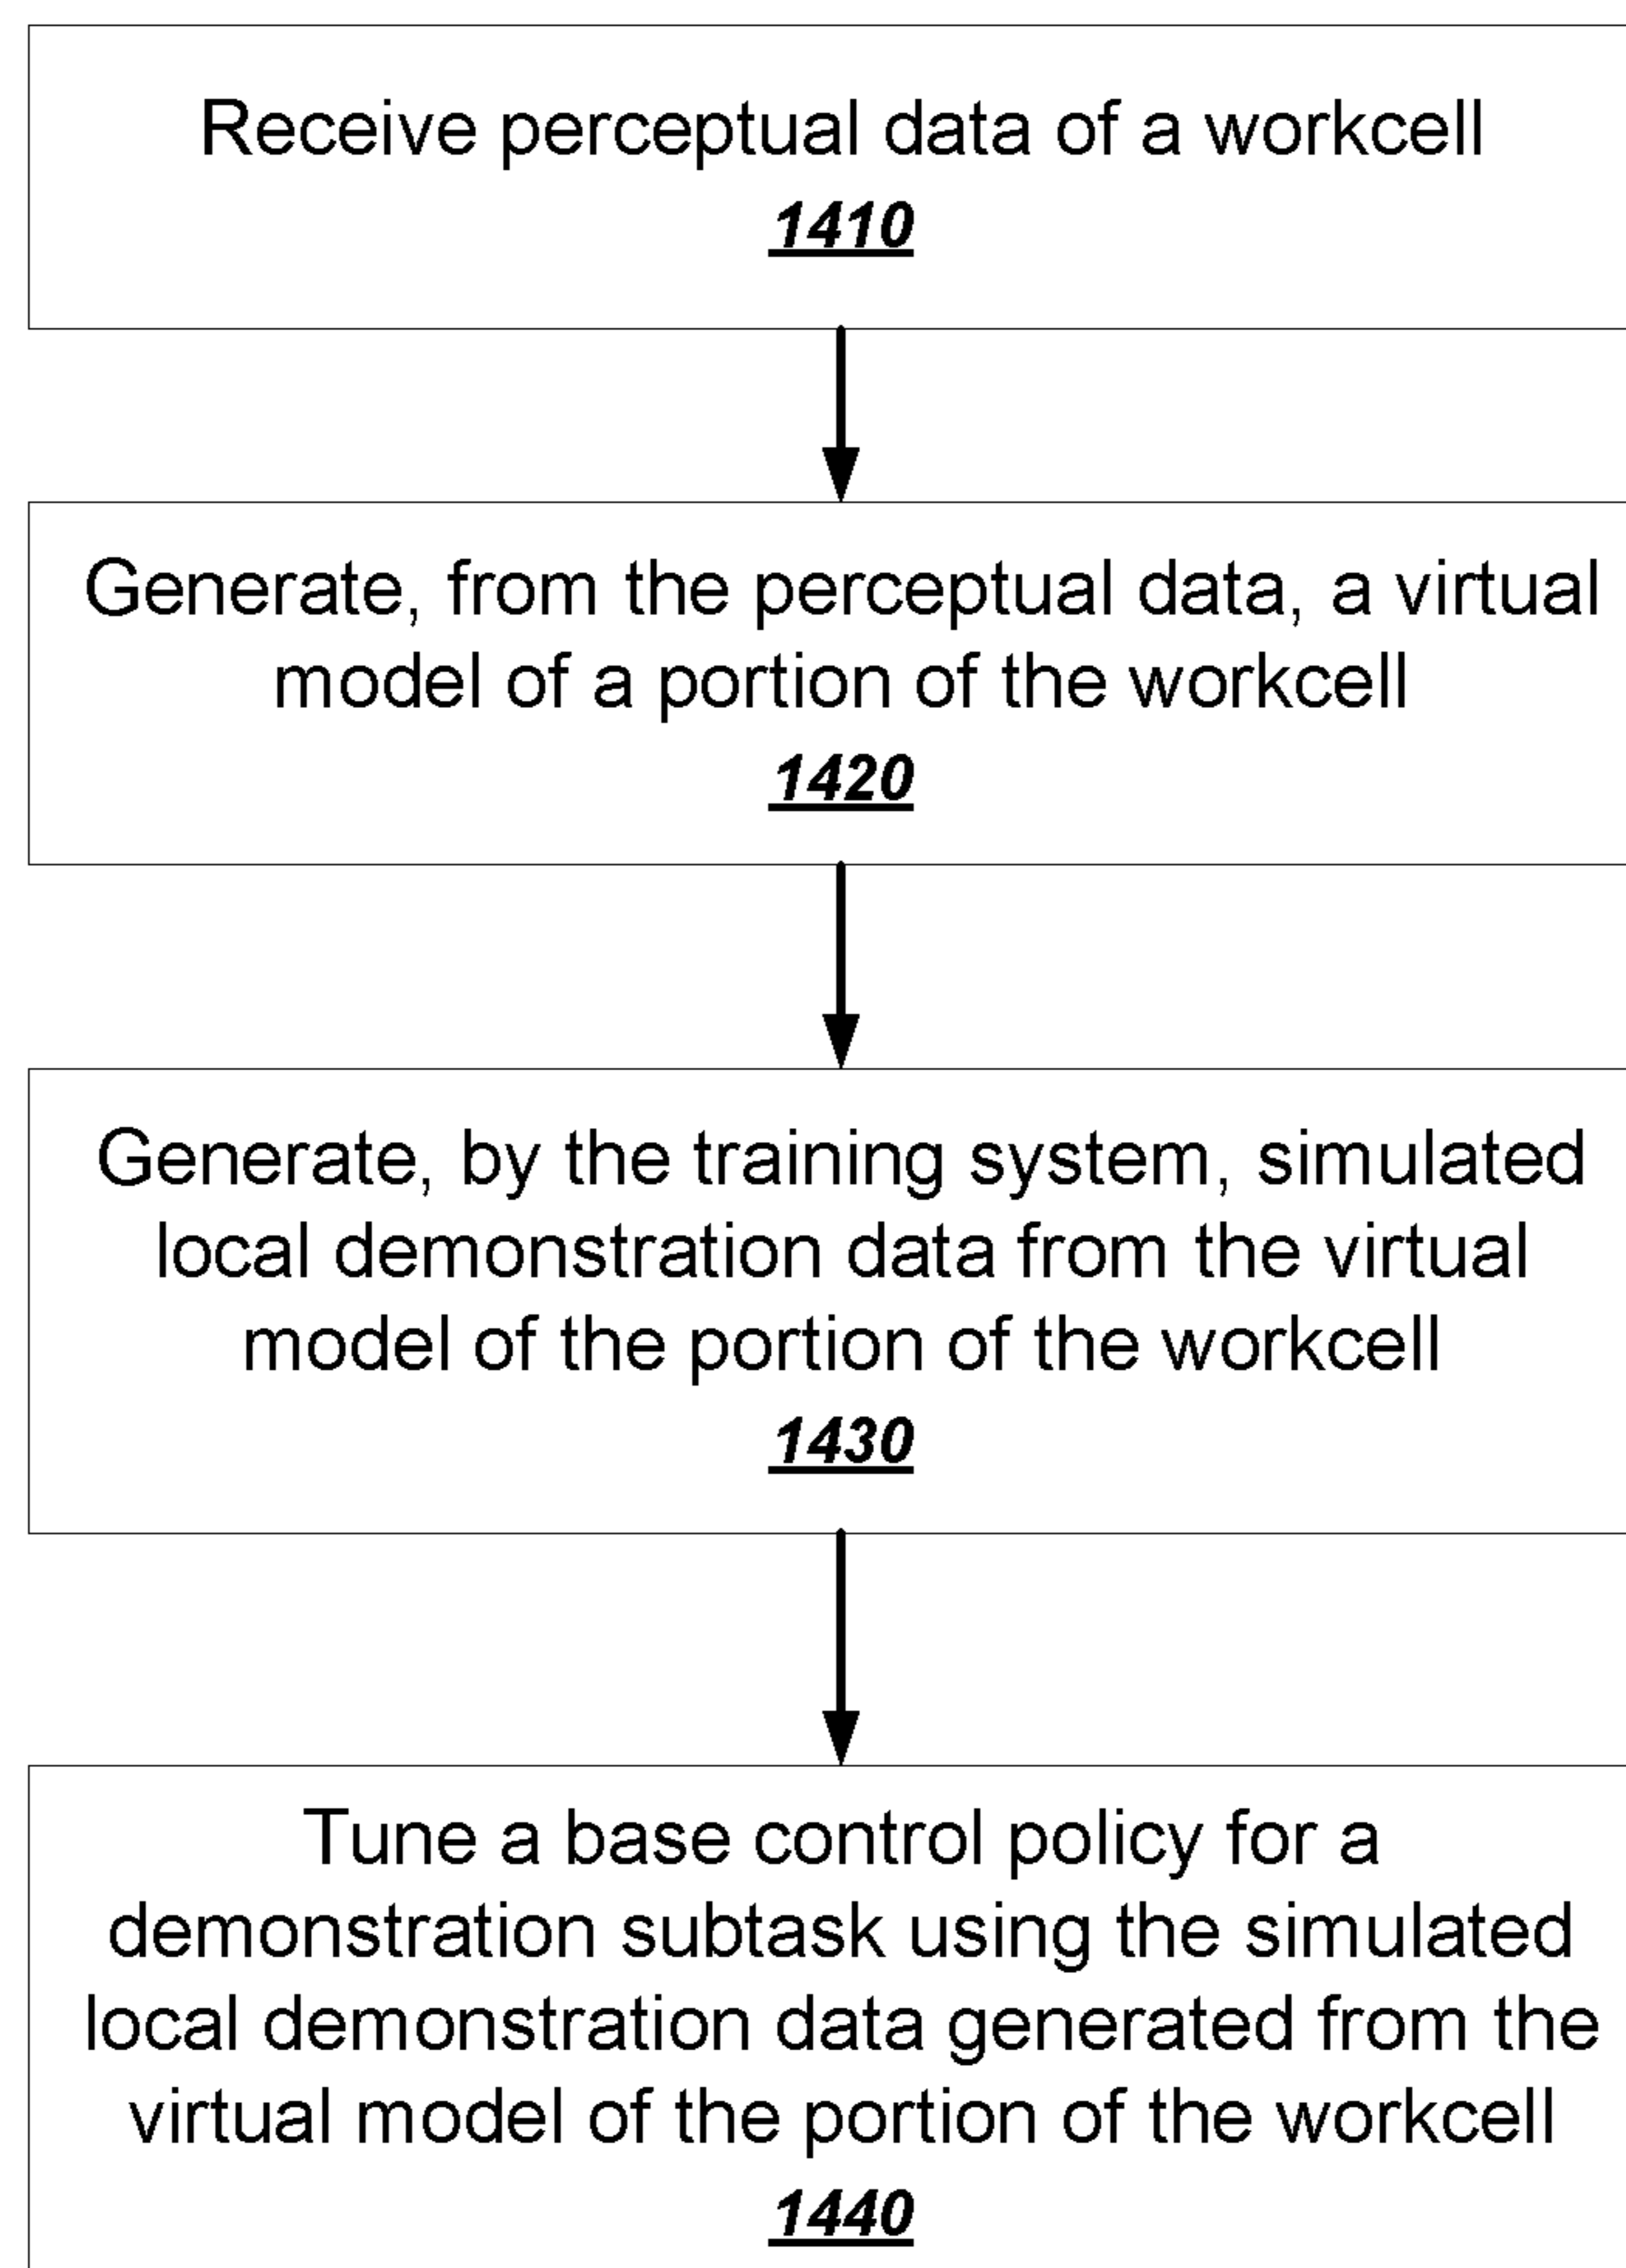 Receive perceptual data of a workcell
1410
Generate, from the perceptual data, a virtual
model of a portion of the workcell
1420
Generate, by the training system, simulated
local demonstration data from the virtual
model of the portion of the workcell
1430
Tune a base control policy for a
demonstration subtask using the simulated
local demonstration data generated from the
virtual model of the portion of the workcell
1440